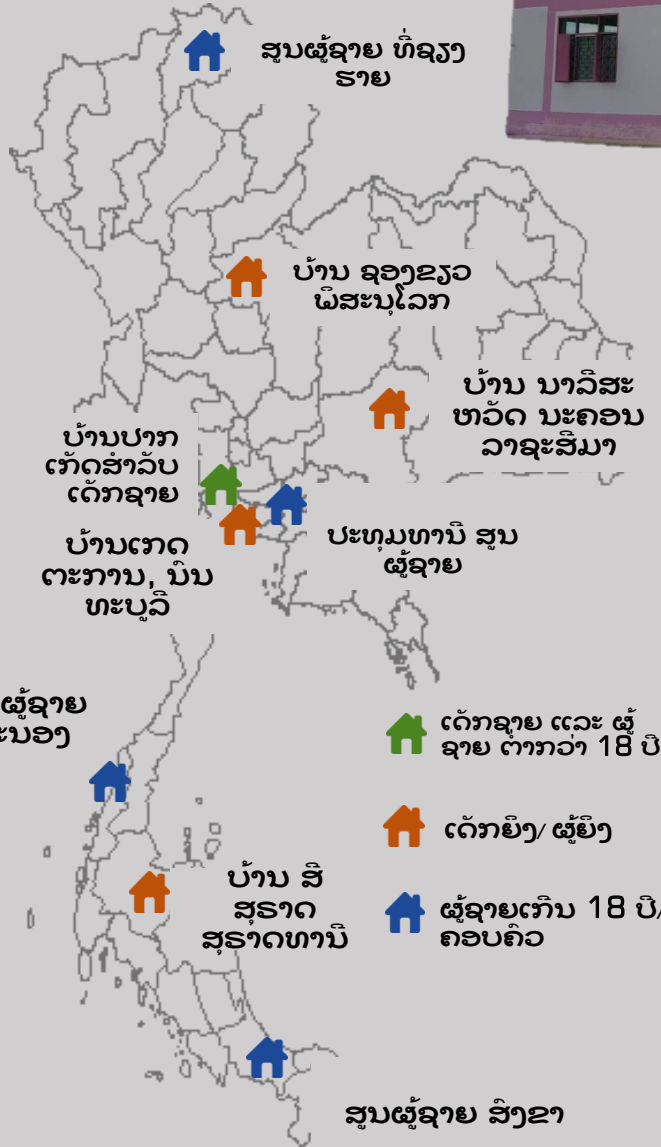 ສູນຜູ້ຊາຍ ທີ່ຊຽງ
ຮາຍ
ບ້ານ ຊອງຂຽວ
ພິສະນຸໂລກ
ບ້ານ ນາລີສະ
ຫວັດ ນະຄອນ
ລາຊະສີມາ
ບ້ານປາກ
ເກັດສຳລັບ
ເດັກຊາຍ
ບ້ານເກດ
ຕະການ, ນົນ
ທະບູລີ
ປະທຸມທານີ ສູນ
ຜູ້ຊາຍ
ຜູ້ຊາຍ
ະນອງ
ເດັກຊາຍ ແລະ ຜູ້
ຊາຍ ຕ່ຳກວ່າ 18 ປີ
ເດັກຍິງ/ ຜູ້ຍິງ
ຜູ້ຊາຍເກີນ 18 ປີ/
ຄອບຄົວ
ບ້ານ ສີ
ສຸຣາດ
ສຸຣາດທານີ
ສູນຜູ້ຊາຍ ສົງຂາ